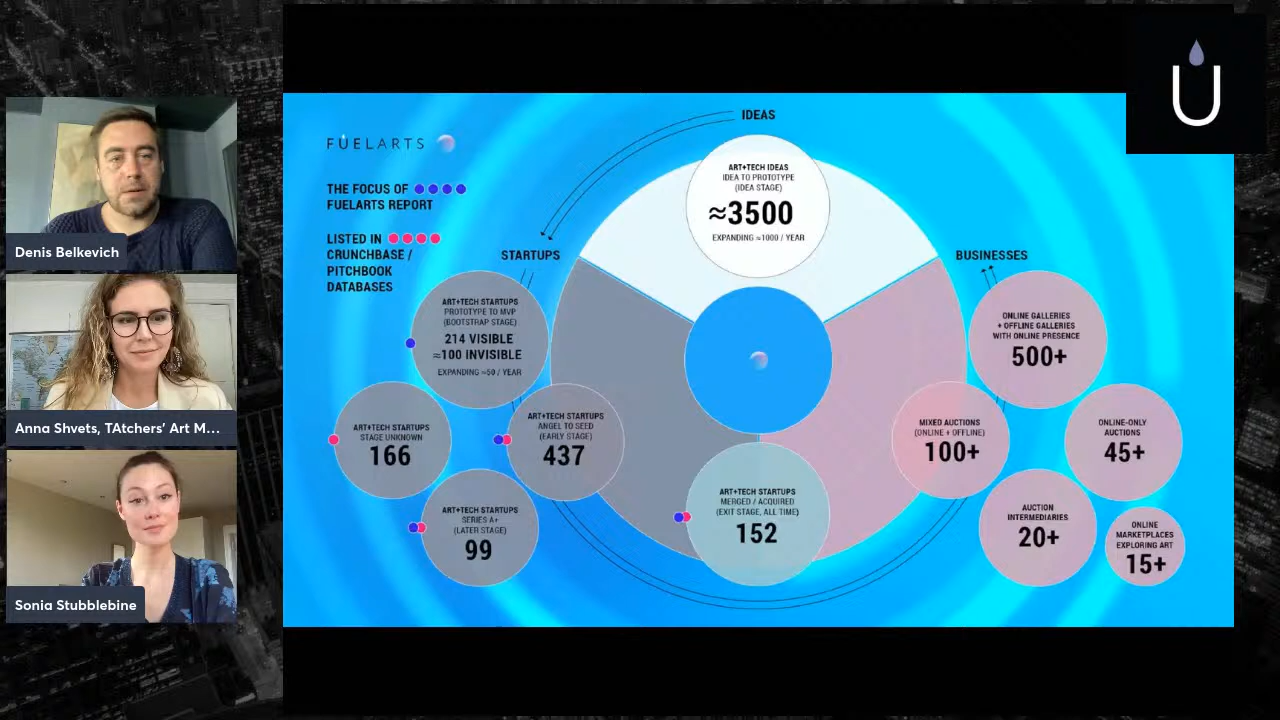 Denis Belkevich
Anna Shvets, TAtchers' Art M...
Sonia Stubblebine
FUELARTS
THE FOCUS OF
FUELARTS REPORT
LISTED IN
CRUNCHBASE /
PITCHBOOK
DATABASES
IDEAS
ART+TECH IDEAS
IDEA TO PROTOTYPE
(IDEA STAGE)
≈3500
EXPANDING ≈1000 / YEAR
STARTUPS
ART+TECH STARTUPS
PROTOTYPE TO MVP
(BOOTSTRAP STAGE)
214 VISIBLE
≈100 INVISIBLE
EXPANDING ≈50 / YEAR
ART+TECH STARTUPS
STAGE UNKNOWN
166
ART+TECH STARTUPS
ANGEL TO SEED
(EARLY STAGE)
437
ART+TECH STARTUPS
SERIES A+
(LATER STAGE)
99
ART+TECH STARTUPS
MERGED / ACQUIRED
(EXIT STAGE, ALL TIME)
152
BUSINESSES
ONLINE GALLERIES
+ OFFLINE GALLERIES
WITH ONLINE PRESENCE
500+
MIXED AUCTIONS
(ONLINE + OFFLINE)
100+
ONLINE-ONLY
AUCTIONS
45+
AUCTION
INTERMEDIARIES
20+
ONLINE
MARKETPLACES
EXPLORING ART
15+
U